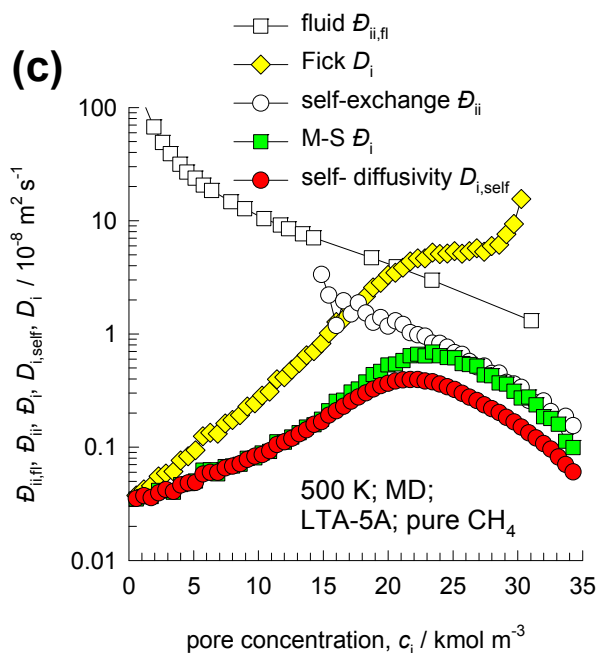 (c)
fluid Đii,fl
Fick Di
self-exchange Đii
M-S Đi
self- diffusivity Di,self
Đii,fl, Đii, Đi, Di,self, Di / 10-8 m2 s-1
100
10
1
0.1
0.01
500 K; MD;
LTA-5A; pure CH4
0 5 10 15 20 25 30 35
pore concentration, ci / kmol m-3